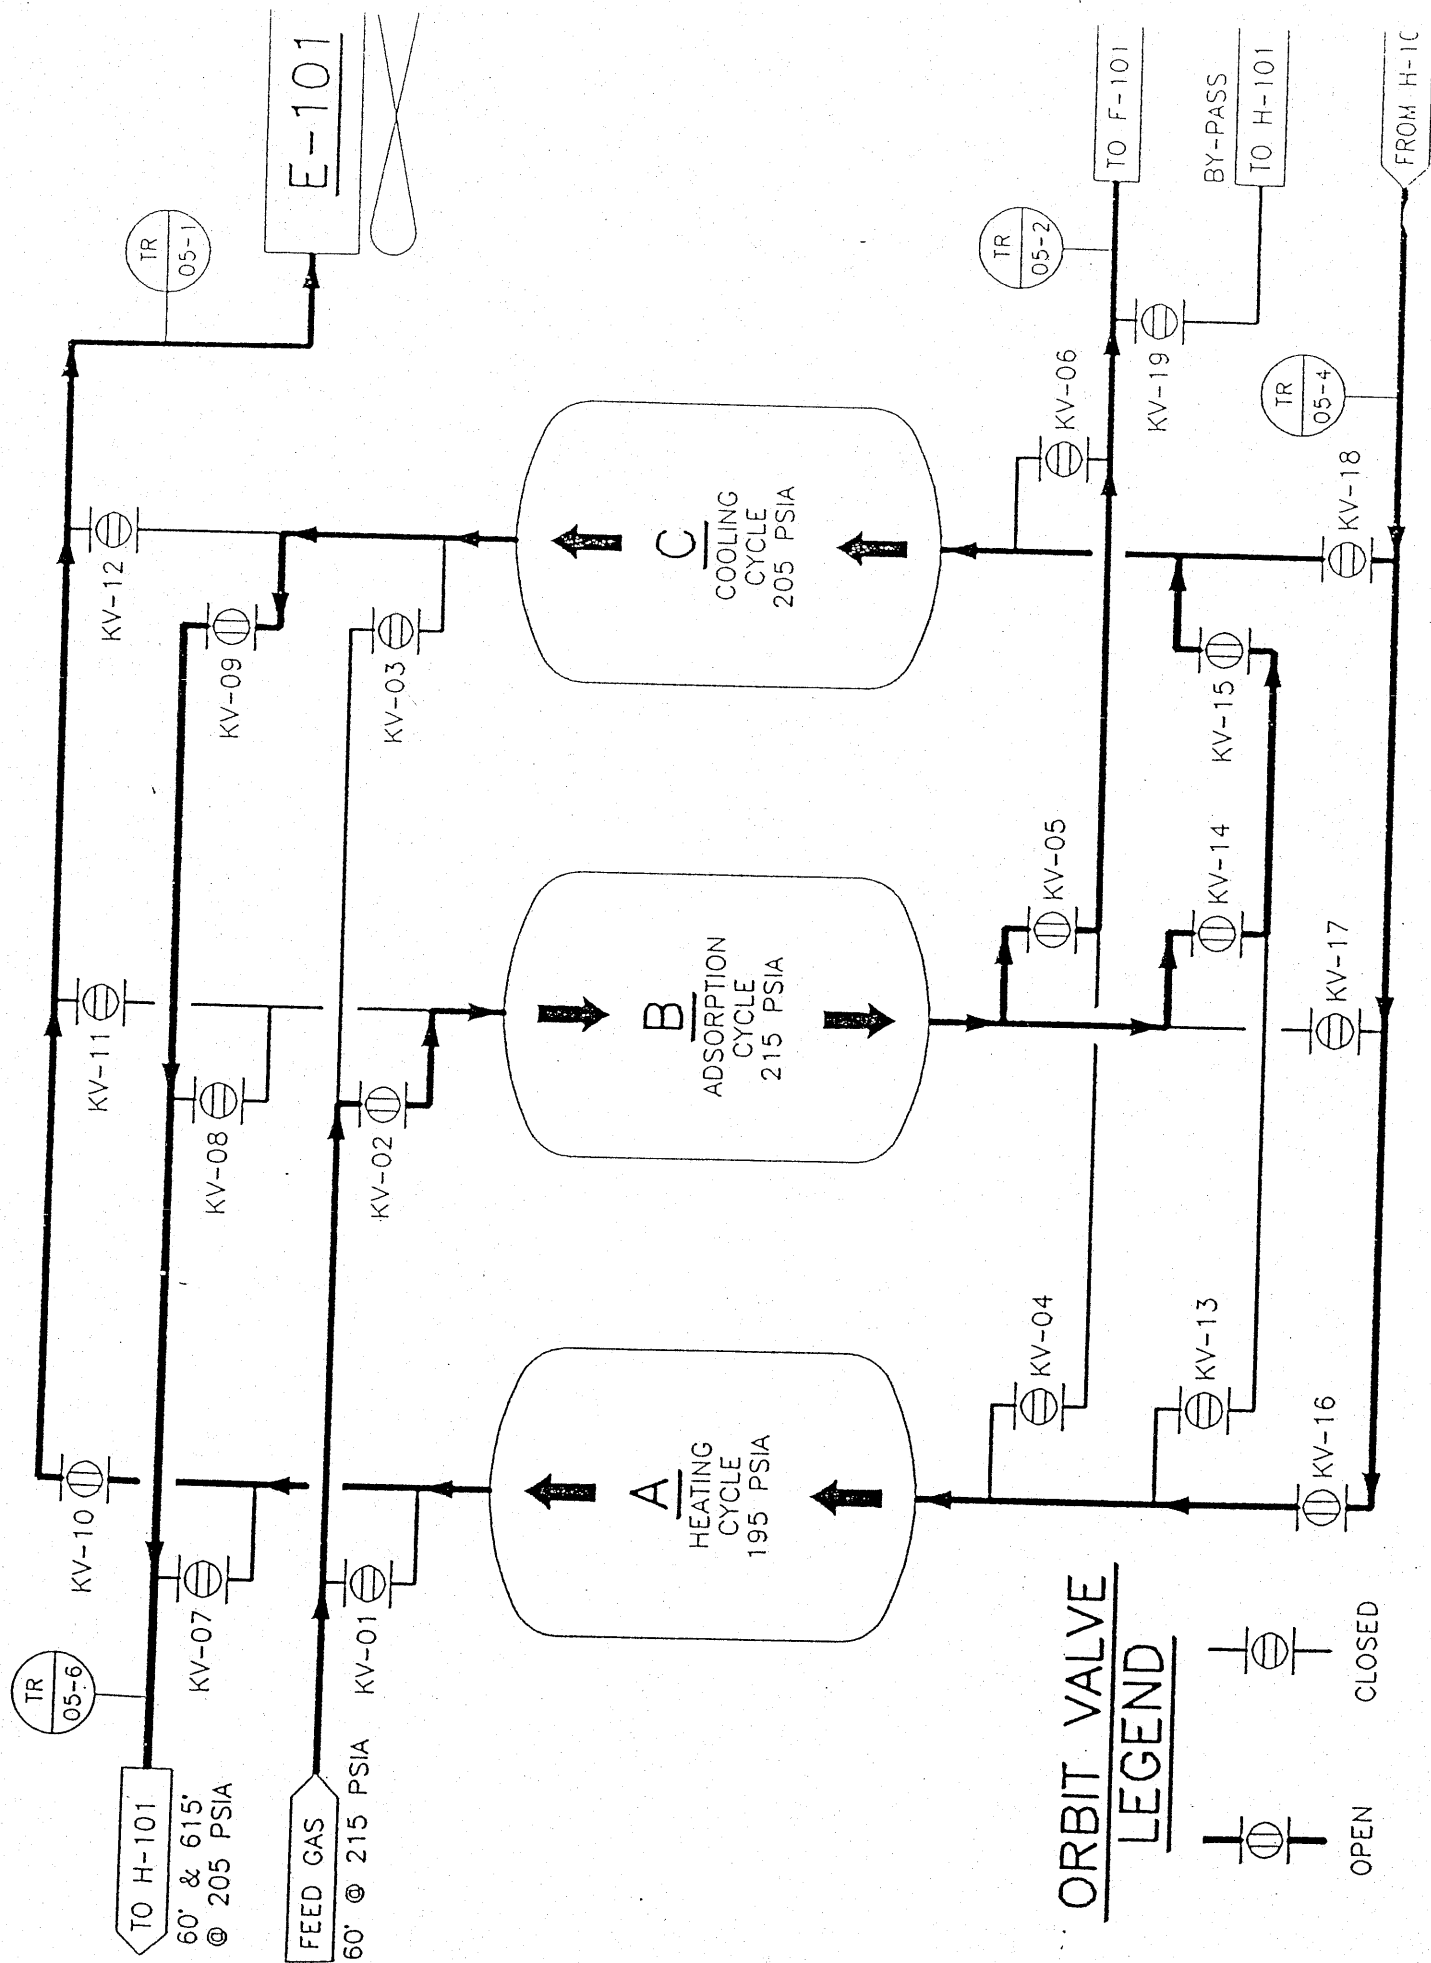 E-101
TR
05-1
KV-12
KV-11
KV-10
KV-09
KV-08
KV-07
TR
05-6
TO H-101
60° & 615°
@ 205 PSIA
KV-03
KV-02
KV-01
FEED GAS
60° @ 215 PSIA
A
HEATING
CYCLE
195 PSIA
B
ADSORPTION
CYCLE
215 PSIA
C
COOLING
CYCLE
205 PSIA
TO F-101
TR
05-2
KV-06
KV-05
KV-04
BY-PASS
TO H-101
KV-19
KV-15
KV-14
KV-13
FROM H-10
TR
05-4
KV-18
KV-17
KV-16
ORBIT VALVE
LEGEND
OPEN
CLOSED